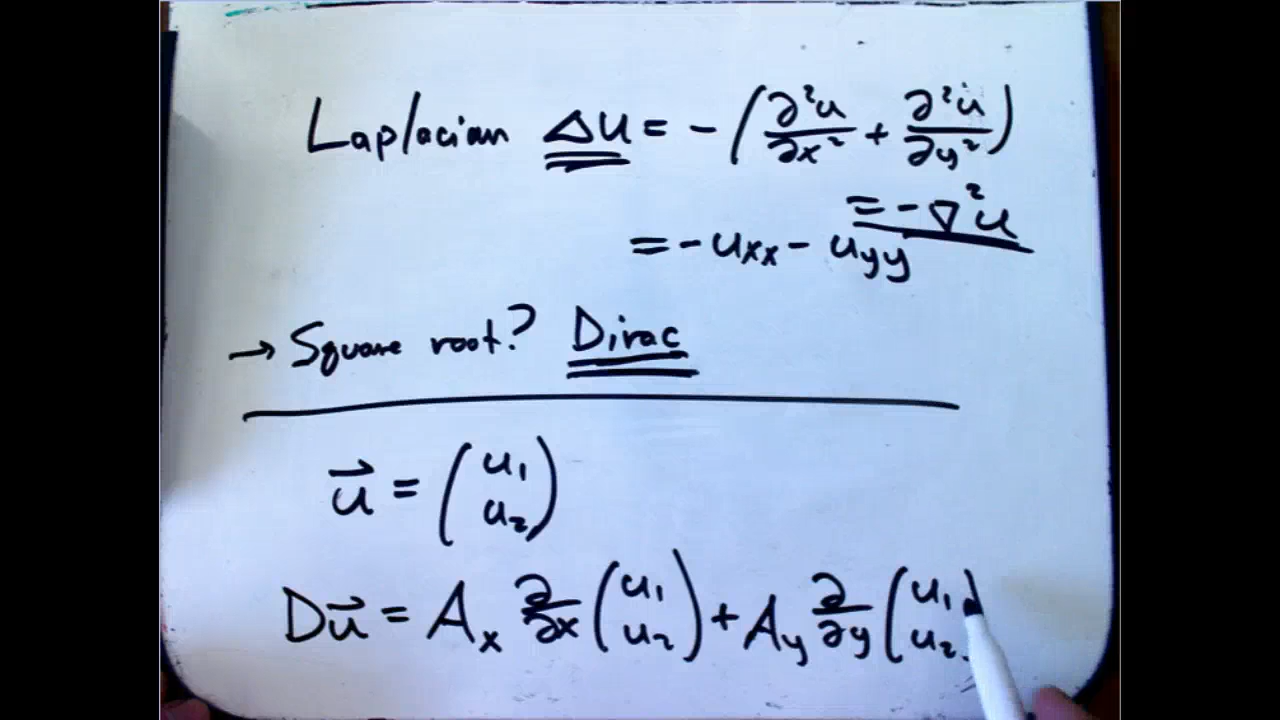 Laplacian Δu = - (∂²u/∂x² + ∂²u/∂y²)
= -∇²u
= -uxx - uyy
→ Square root? Dirac
u⃗ = (u₁ u₂)
Du⃗ = Aₓ ∂/∂x (u₁ u₂) + Aᵧ ∂/∂y (u₁ u₂